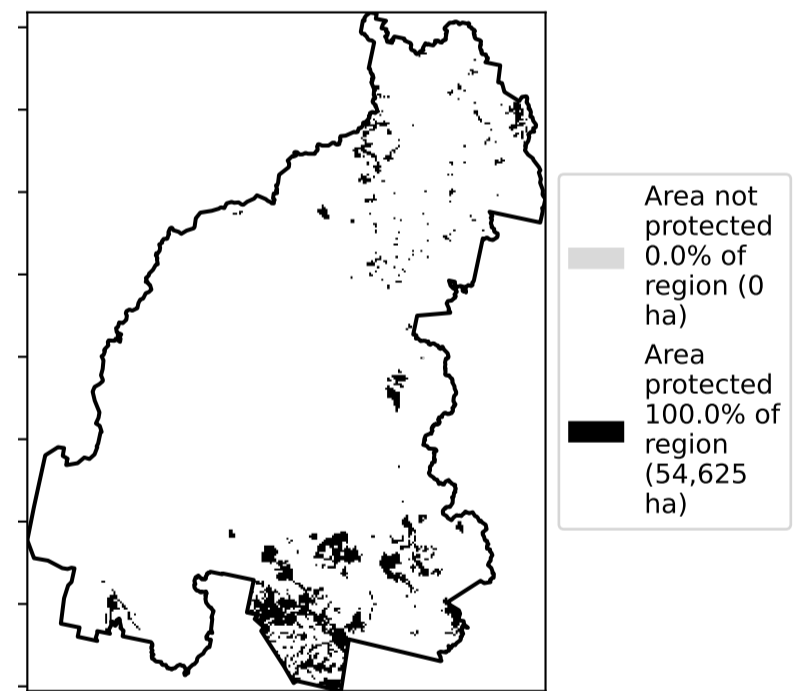 Area not
protected
0.0% of
region (0
ha)
Area
protected
100.0% of
region
(54,625
ha)